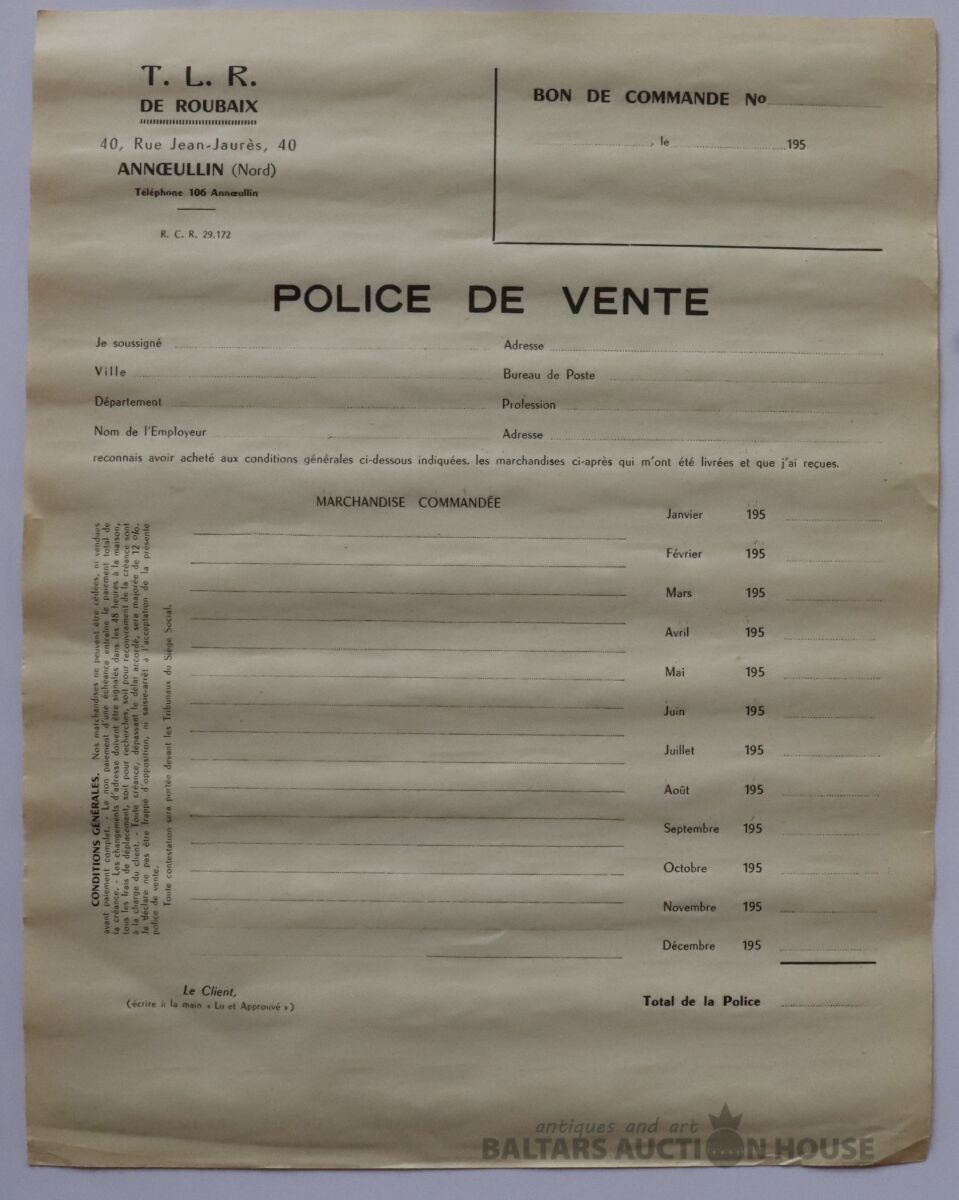 T. L. R.
DE ROUBAIX
40, Rue Jean-Jaurès, 40
ANNŒULLIN (Nord)
Téléphone 106 Annœullin
R. C. R. 29.172
BON DE COMMANDE No
, le 195
POLICE DE VENTE
Je soussigné
Adresse
Ville
Bureau de Poste
Département
Profession
Nom de l'Employeur
Adresse
reconnais avoir acheté aux conditions générales ci-dessous indiquées, les marchandises ci-après qui m'ont été livrées et que j'ai reçues.
MARCHANDISE COMMANDÉE
Janvier 195
Février 195
Mars 195
Avril 195
Mai 195
Juin 195
Juillet 195
Août 195
Septembre 195
Octobre 195
Novembre 195
Décembre 195
Total de la Police
CONDITIONS GÉNÉRALES. Nos marchandises ne peuvent être cédées, ni vendues
avant paiement complet. - Le non paiement d'une échéance entraîne le paiement total de
la créance. - Les changements d'adresse doivent être signalés dans les 48 heures à la maison,
tous les frais de déplacement, soit pour recherches, soit pour recouvrement de la créance sont
à la charge du client. - Toute créance, dépassant le délai accordé, sera majorée de 12 %.
Je déclare ne pas être frappé d'opposition, ni saisie-arrêt à l'acceptation de la présente
police de vente.
Toute contestation sera portée devant les Tribunaux du Siège Social.
Le Client,
(écrire à la main « Lu et Approuvé »)
antiques and art
BALTARS AUCTION HOUSE